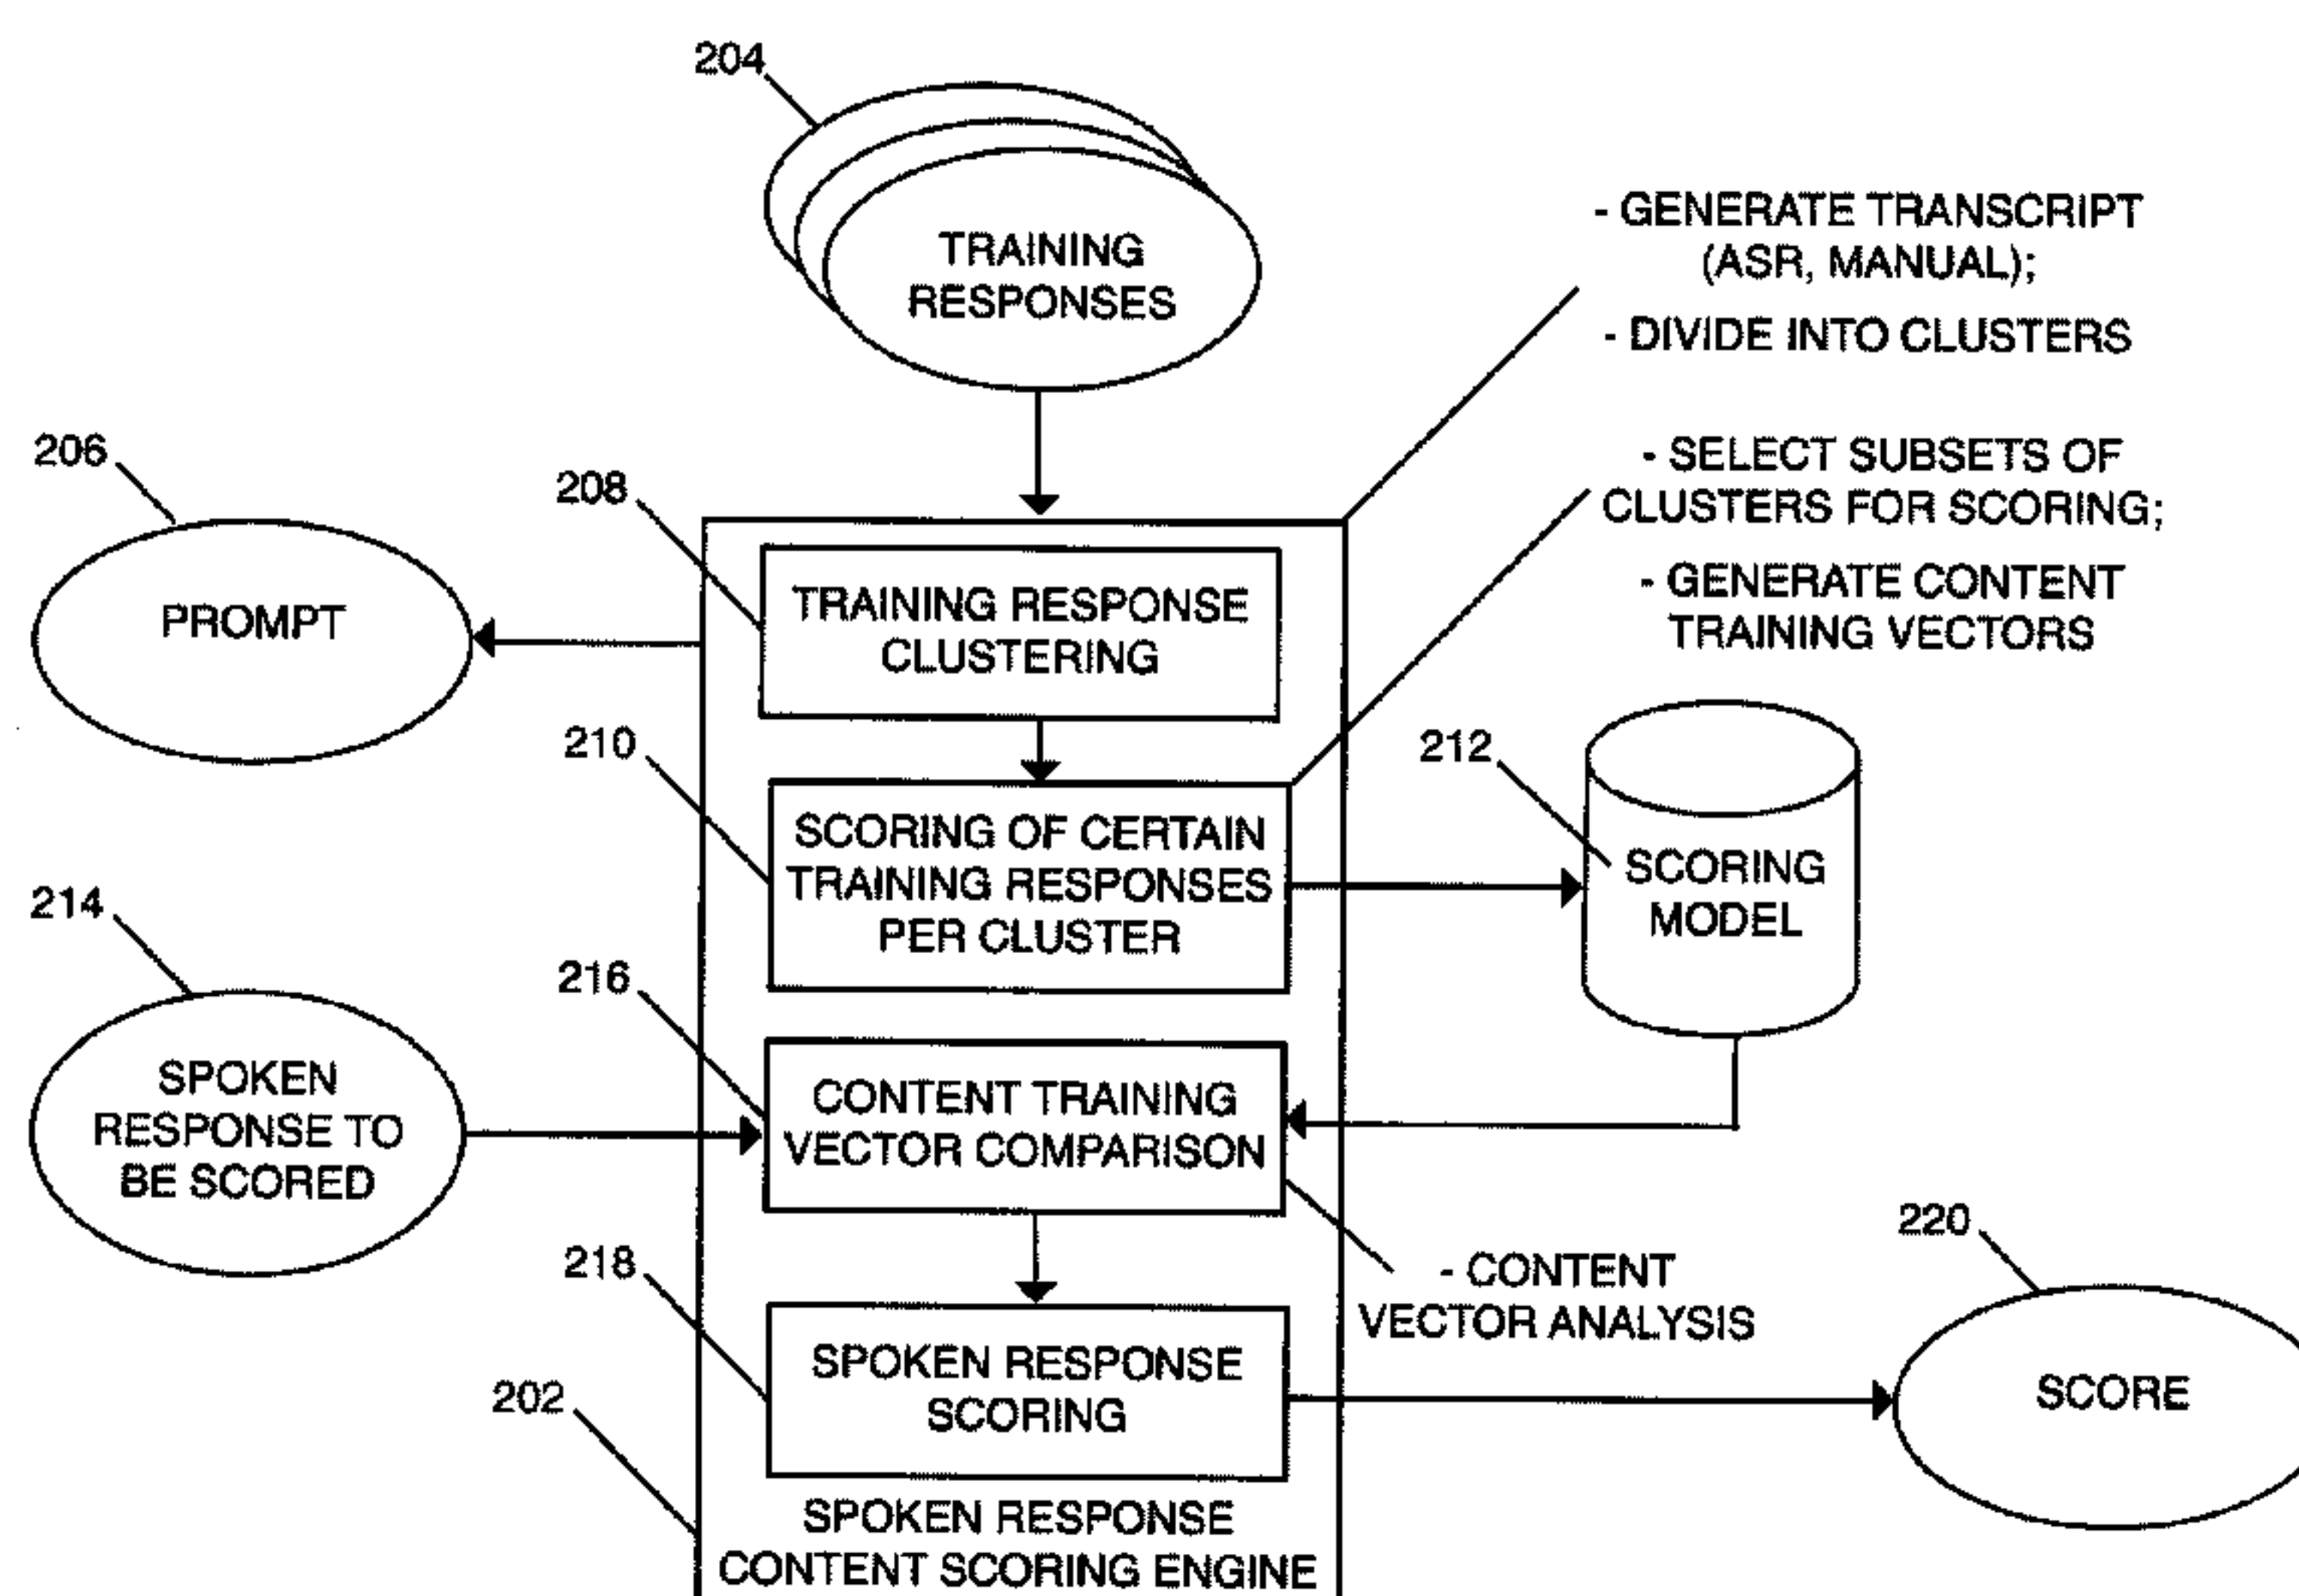 204
TRAINING
RESPONSES
- GENERATE TRANSCRIPT
(ASR, MANUAL);
- DIVIDE INTO CLUSTERS
206
PROMPT
208
TRAINING RESPONSE
CLUSTERING
- SELECT SUBSETS OF
CLUSTERS FOR SCORING;
- GENERATE CONTENT
TRAINING VECTORS
210
SCORING OF CERTAIN
TRAINING RESPONSES
PER CLUSTER
212
SCORING
MODEL
214
SPOKEN
RESPONSE TO
BE SCORED
216
CONTENT TRAINING
VECTOR COMPARISON
- CONTENT
VECTOR ANALYSIS
218
SPOKEN RESPONSE
SCORING
220
SCORE
202
SPOKEN RESPONSE
CONTENT SCORING ENGINE